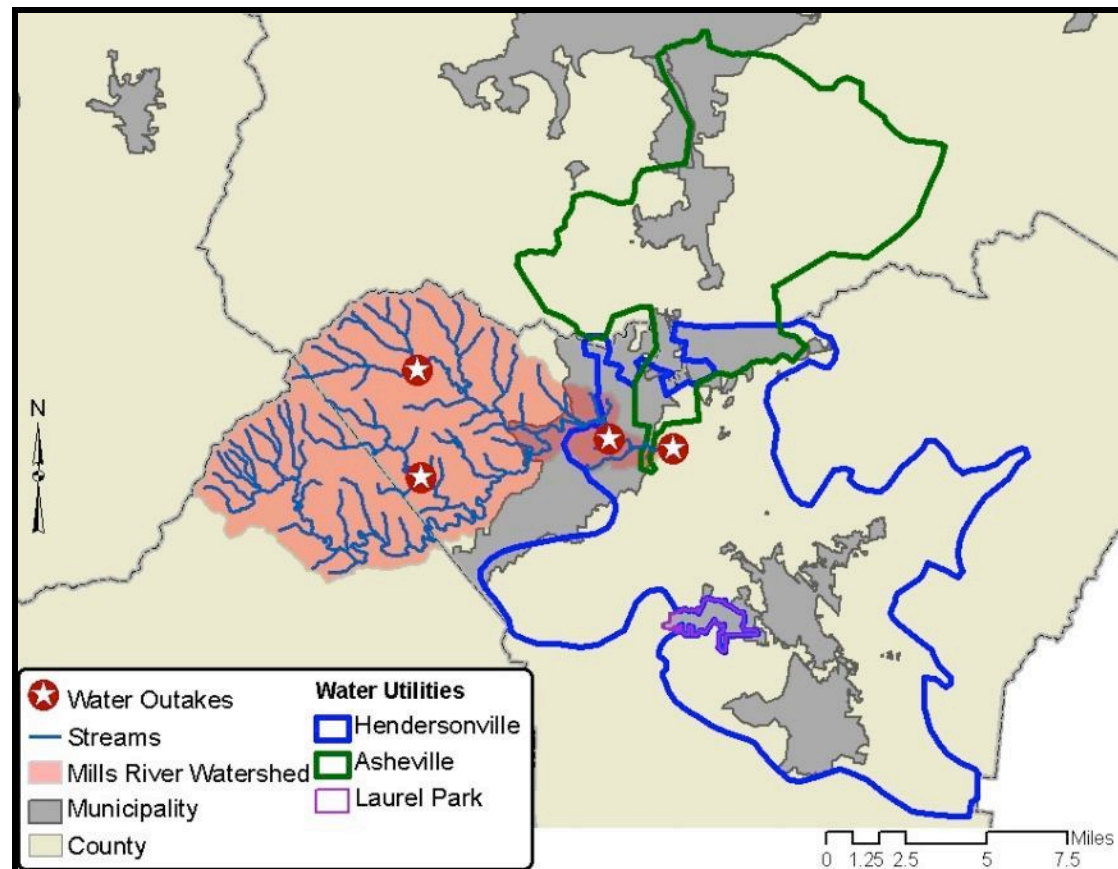 N
Water Outakes
Streams
Mills River Watershed
Municipality
County
Water Utilities
Hendersonville
Asheville
Laurel Park
Miles
0 1.25 2.5 5 7.5